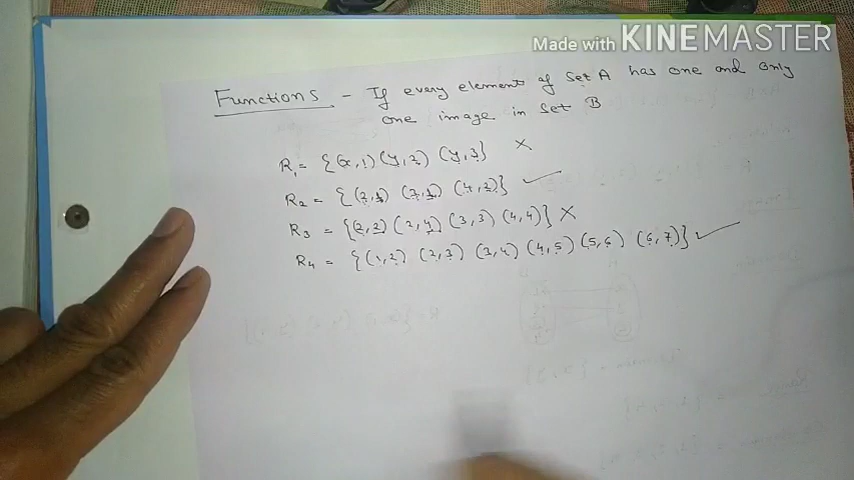 Made with KINEMASTER
Functions - If every element of Set A has one and only
one image in Set B
R1 = {(x,1) (y,2) (y,3} ✗
R2 = {(2,1) (3,1) (4,2)} ✓
R3 = {(2,2) (2,4) (3,3) (4,4)} ✗
R4 = {(1,2) (2,3) (3,4) (4,5) (5,6) (6,7)} ✓